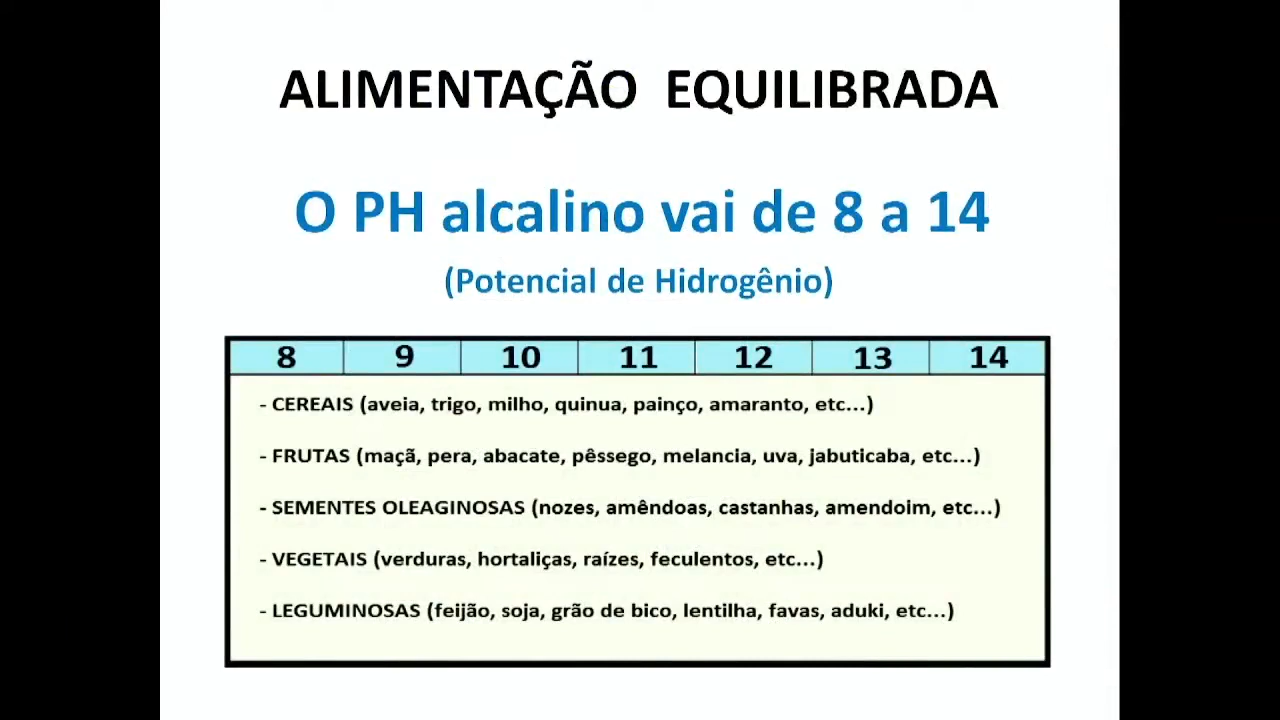 ALIMENTAÇÃO EQUILIBRADA
O PH alcalino vai de 8 a 14
(Potencial de Hidrogênio)
8 9 10 11 12 13 14
- CEREAIS (aveia, trigo, milho, quinua, painço, amaranto, etc...)
- FRUTAS (maçã, pera, abacate, pêssego, melancia, uva, jabuticaba, etc...)
- SEMENTES OLEAGINOSAS (nozes, amêndoas, castanhas, amendoim, etc...)
- VEGETAIS (verduras, hortaliças, raízes, feculentos, etc...)
- LEGUMINOSAS (feijão, soja, grão de bico, lentilha, favas, aduki, etc...)